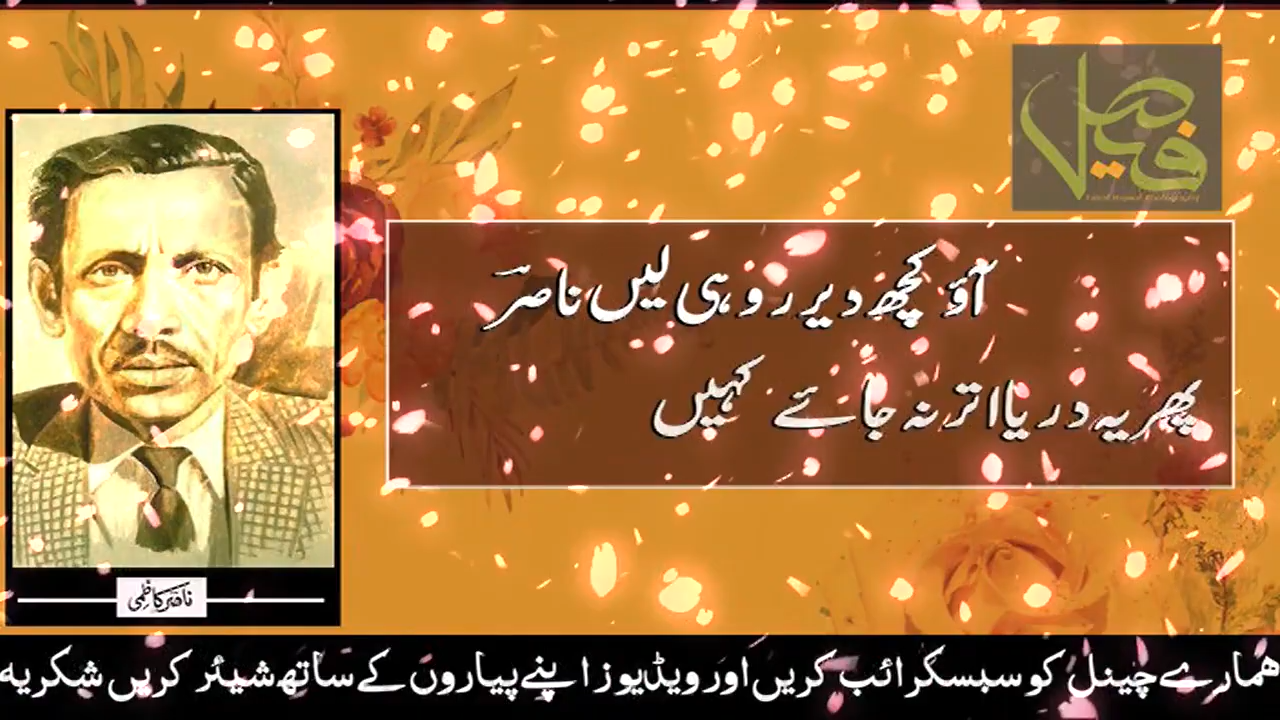 فیصل
آؤ کچھ دیر رو ہی لیں ناصرؔ
پھر یہ دریا اتر نہ جائے کہیں
ناصر کاظمی
ہمارے چینل کو سبسکرائب کریں اور ویڈیوز اپنے پیاروں کے ساتھ شیئر کریں شکریہ